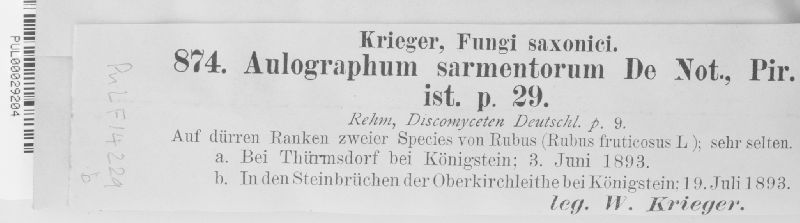 Krieger, Fungi saxonici.
874. Aulographum sarmentorum De Not., Pir.
ist. p. 29.
Rehm, Discomyceten Deutschl. p. 9.
Auf dürren Ranken zweier Species von Rubus (Rubus fruticosus L); sehr selten.
a. Bei Thürmsdorf bei Königstein; 3. Juni 1893.
b. In den Steinbrüchen der Oberkirchleithe bei Königstein: 19. Juli 1893.
leg. W. Krieger.
PUL00029204
PULF14229
b